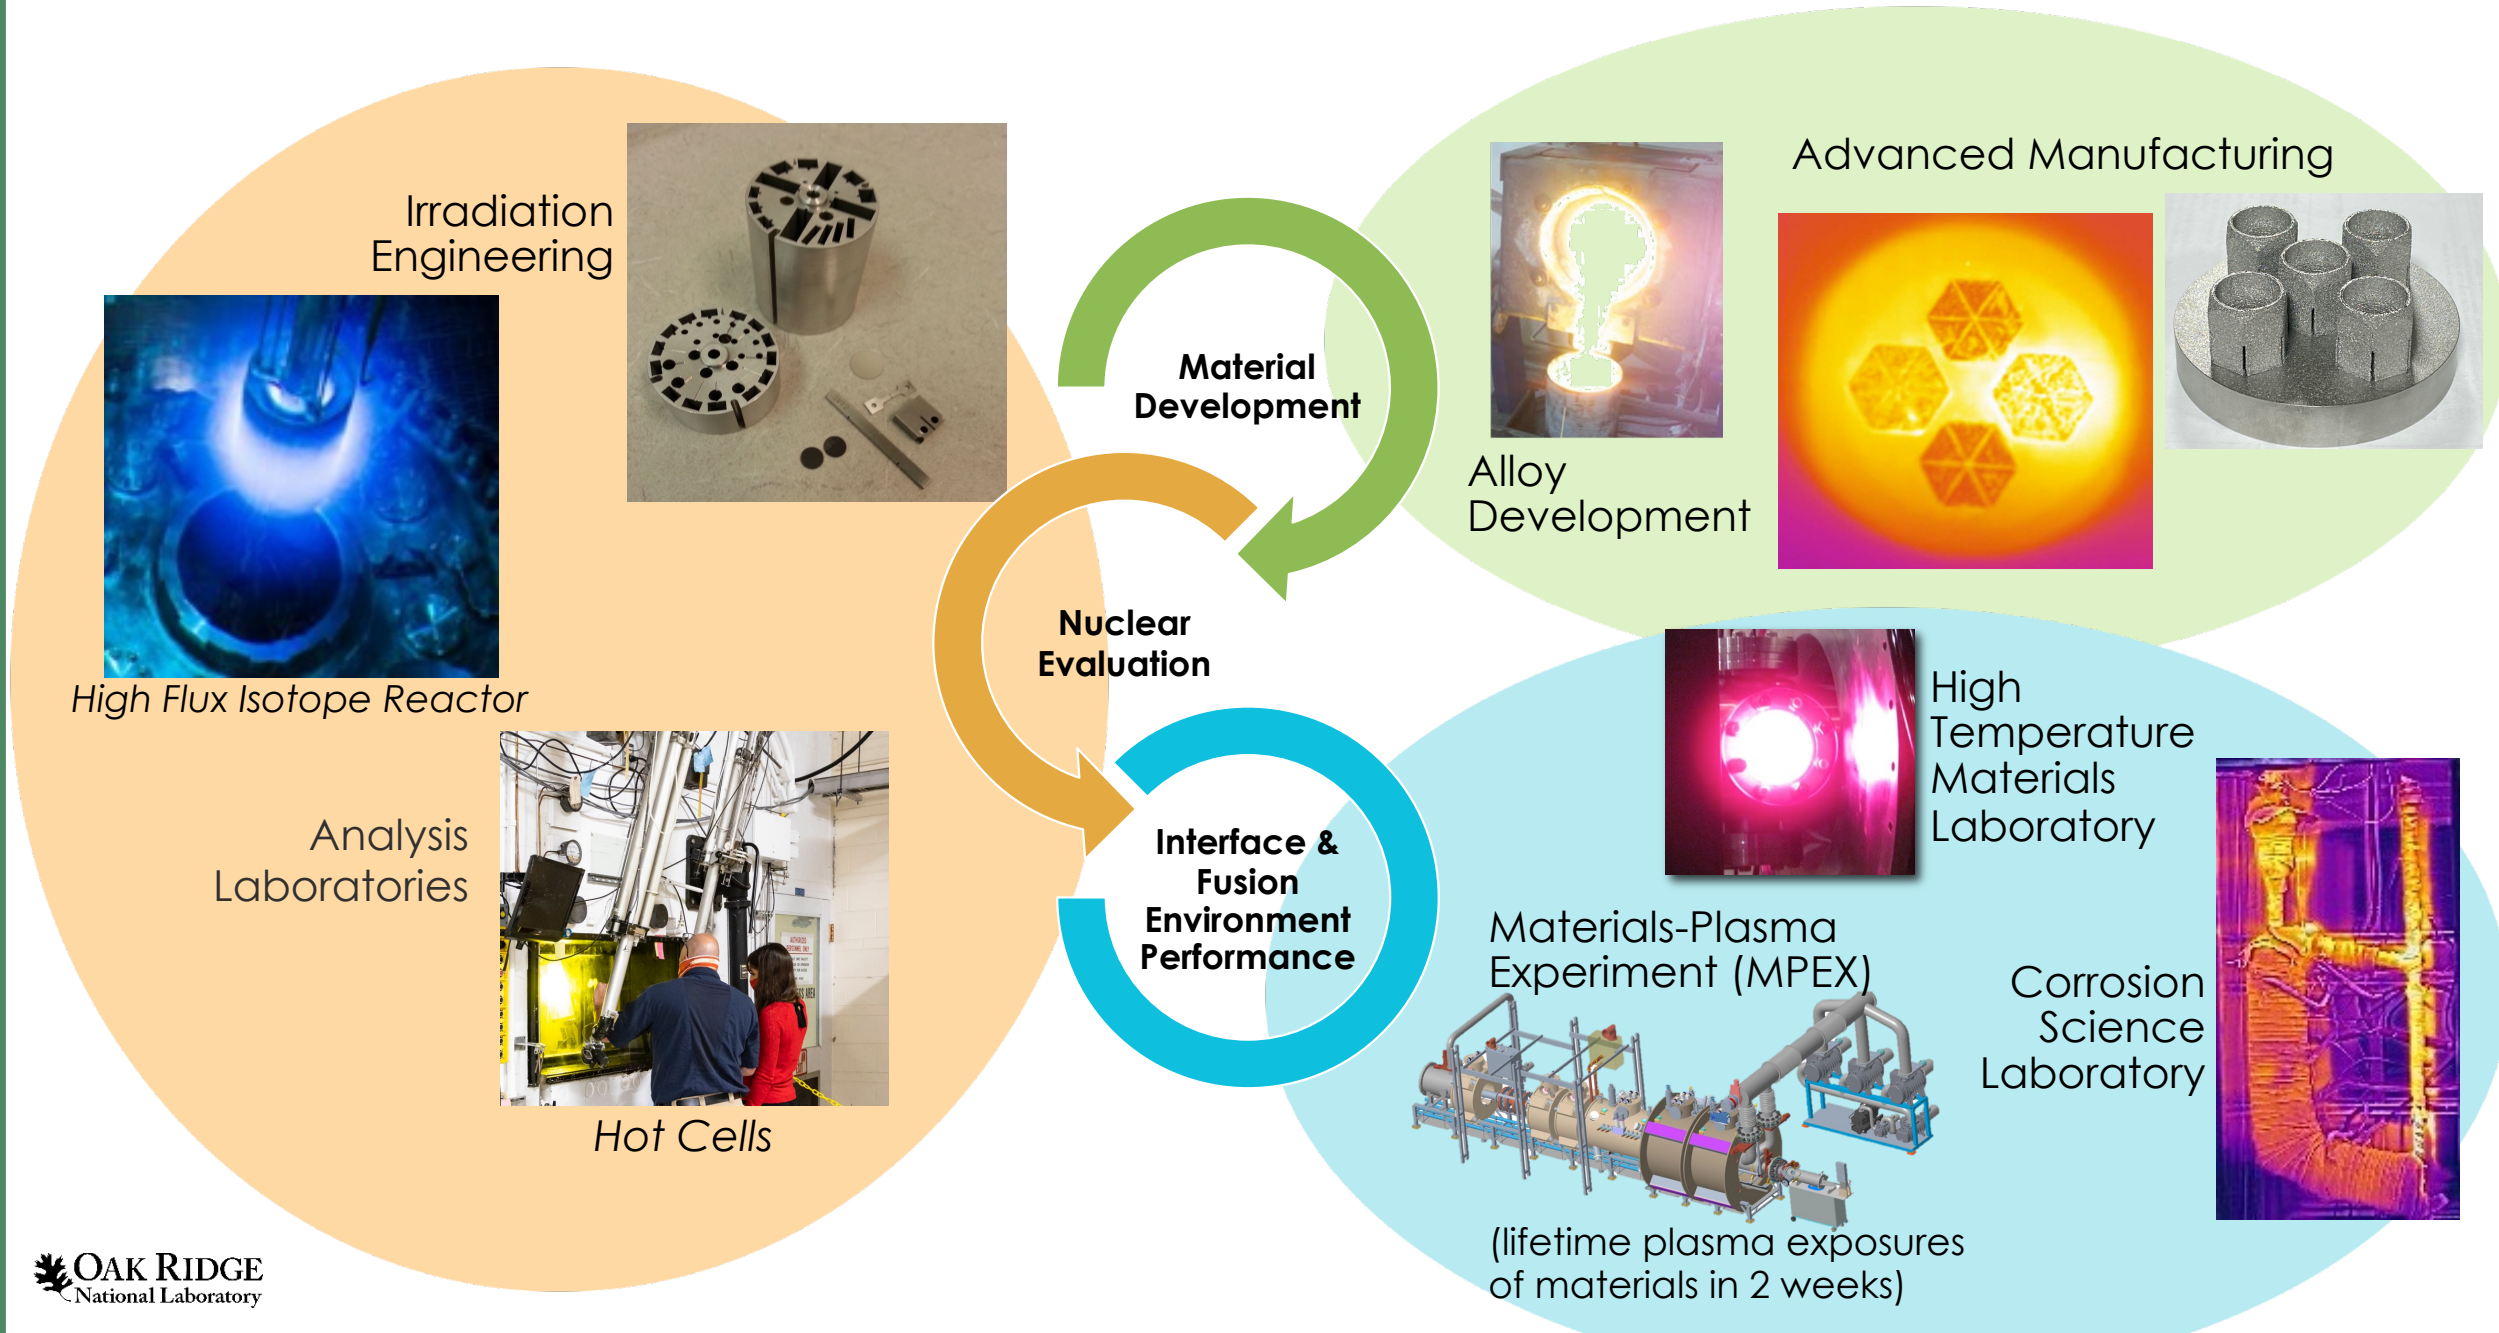 Irradiation
Engineering
High Flux Isotope Reactor
Analysis
Laboratories
Hot Cells
Material
Development
Nuclear
Evaluation
Interface &
Fusion
Environment
Performance
Advanced Manufacturing
Alloy
Development
High
Temperature
Materials
Laboratory
Materials-Plasma
Experiment (MPEX)
(lifetime plasma exposures
of materials in 2 weeks)
Corrosion
Science
Laboratory
OAK RIDGE
National Laboratory